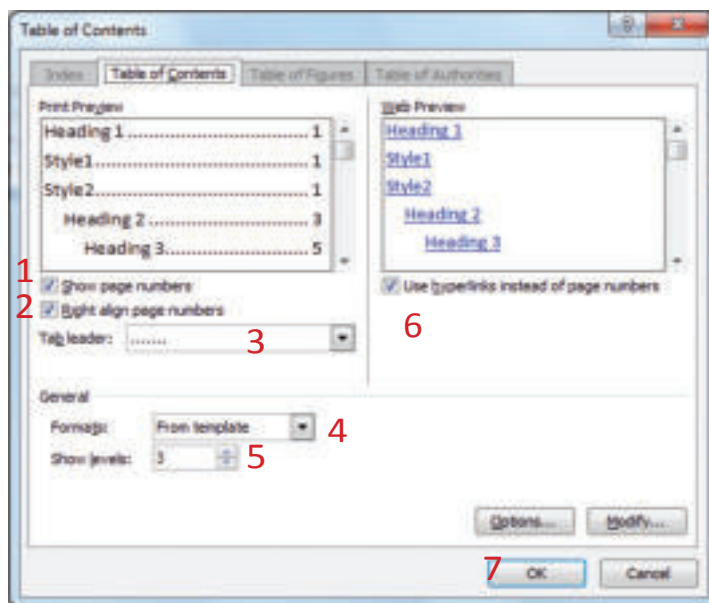 Table of Contents
Index Table of Contents Table of Figures Table of Authorities
Print Preview
Heading 1 1
Style1 1
Style2 1
Heading 2 3
Heading 3 5
Web Preview
Heading 1
Style1
Style2
Heading 2
Heading 3
1 Show page numbers
2 Right align page numbers
Tab leader: ....... 3
Use hyperlinks instead of page numbers
6
General
Formats: From template 4
Show levels: 3 5
Options... Modify...
7 OK Cancel